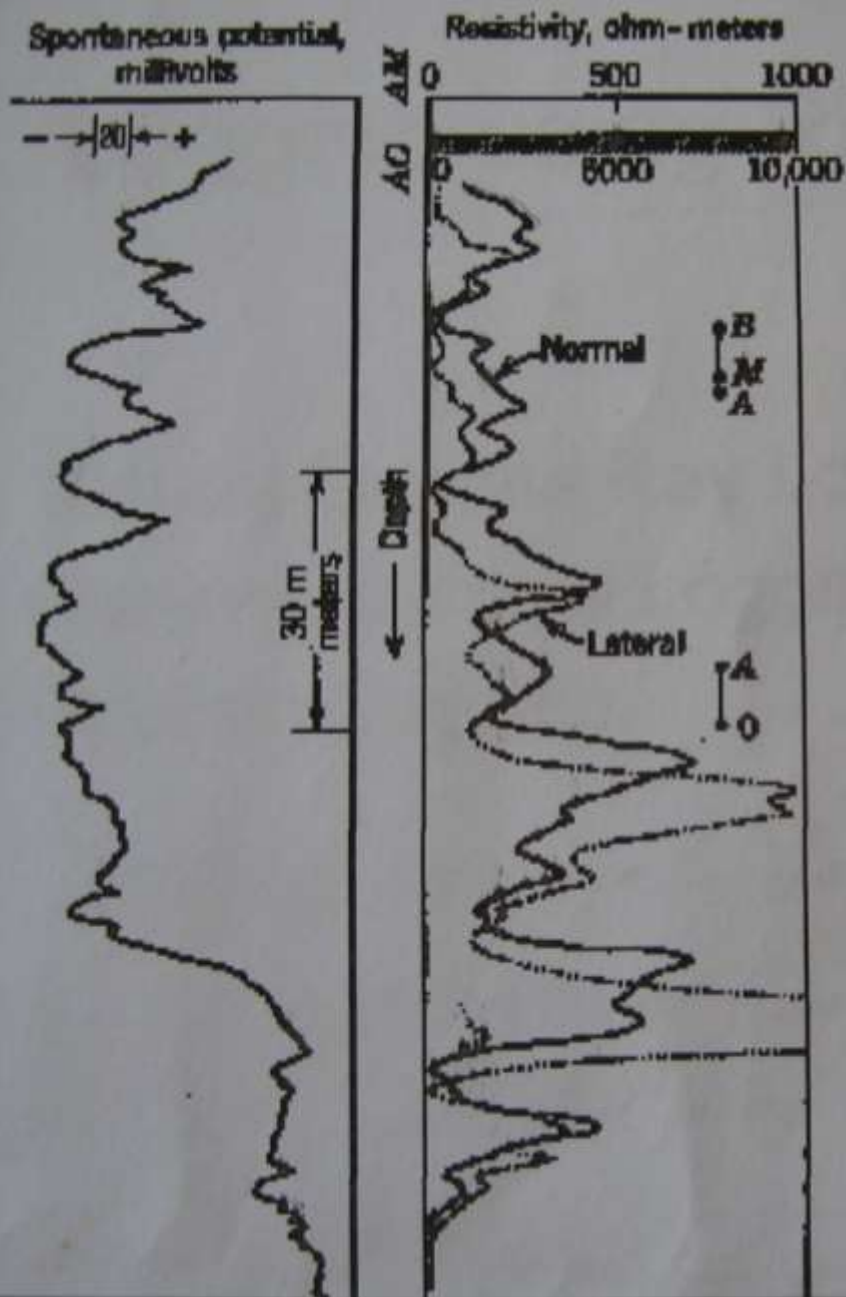 Spontaneous potential,
millivolts
- 20 +
Resistivity, ohm-meters
AM 0 500 1000
AO 0 5000 10,000
Normal
B
M
A
Depth
30 m
meters
Lateral
A
O